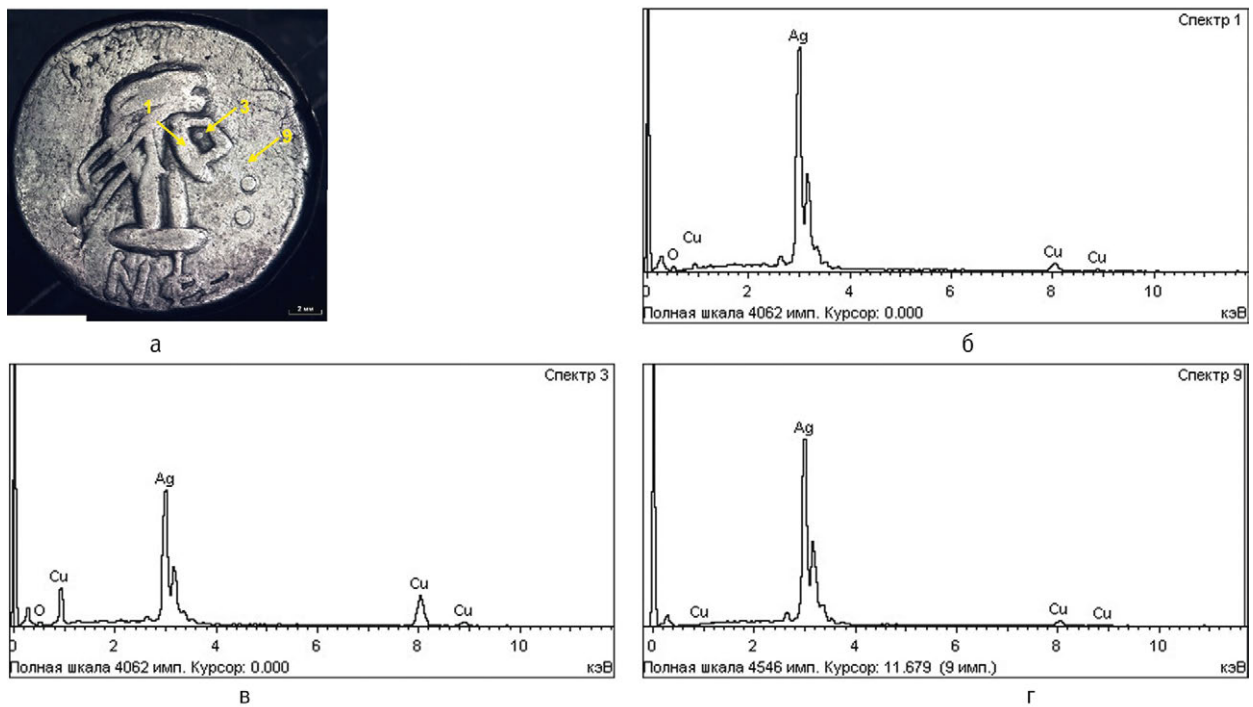 1
3
9
2 мм
а
Спектр 1
Ag
O
Cu
Cu
Cu
0
2
4
6
8
10
Полная шкала 4062 имп. Курсор: 0.000
кэВ
б
Спектр 3
Ag
Cu
O
Cu
Cu
0
2
4
6
8
10
Полная шкала 4062 имп. Курсор: 0.000
кэВ
в
Спектр 9
Ag
Cu
Cu
Cu
0
2
4
6
8
10
Полная шкала 4546 имп. Курсор: 11.679 (9 имп.)
кэВ
г